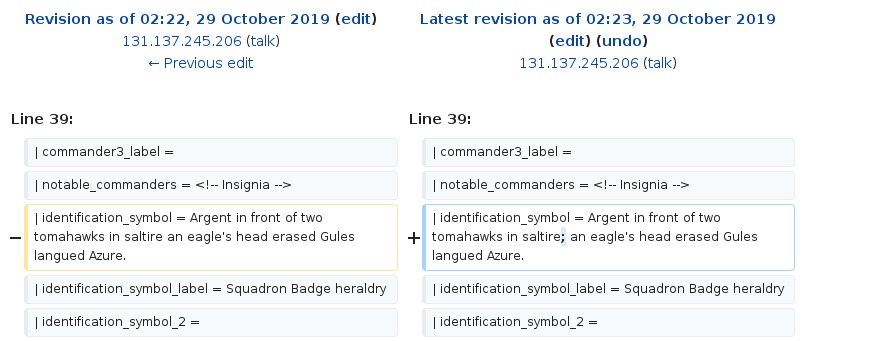 Revision as of 02:22, 29 October 2019 (edit)
131.137.245.206 (talk)
← Previous edit
Latest revision as of 02:23, 29 October 2019
(edit) (undo)
131.137.245.206 (talk)
Line 39:
Line 39:
| commander3_label =
| commander3_label =
| notable_commanders = <!-- Insignia -->
| notable_commanders = <!-- Insignia -->
− | identification_symbol = Argent in front of two
tomahawks in saltire an eagle's head erased Gules
langued Azure.
+ | identification_symbol = Argent in front of two
tomahawks in saltire; an eagle's head erased Gules
langued Azure.
| identification_symbol_label = Squadron Badge heraldry
| identification_symbol_label = Squadron Badge heraldry
| identification_symbol_2 =
| identification_symbol_2 =